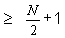 ≥ N/2 + 1